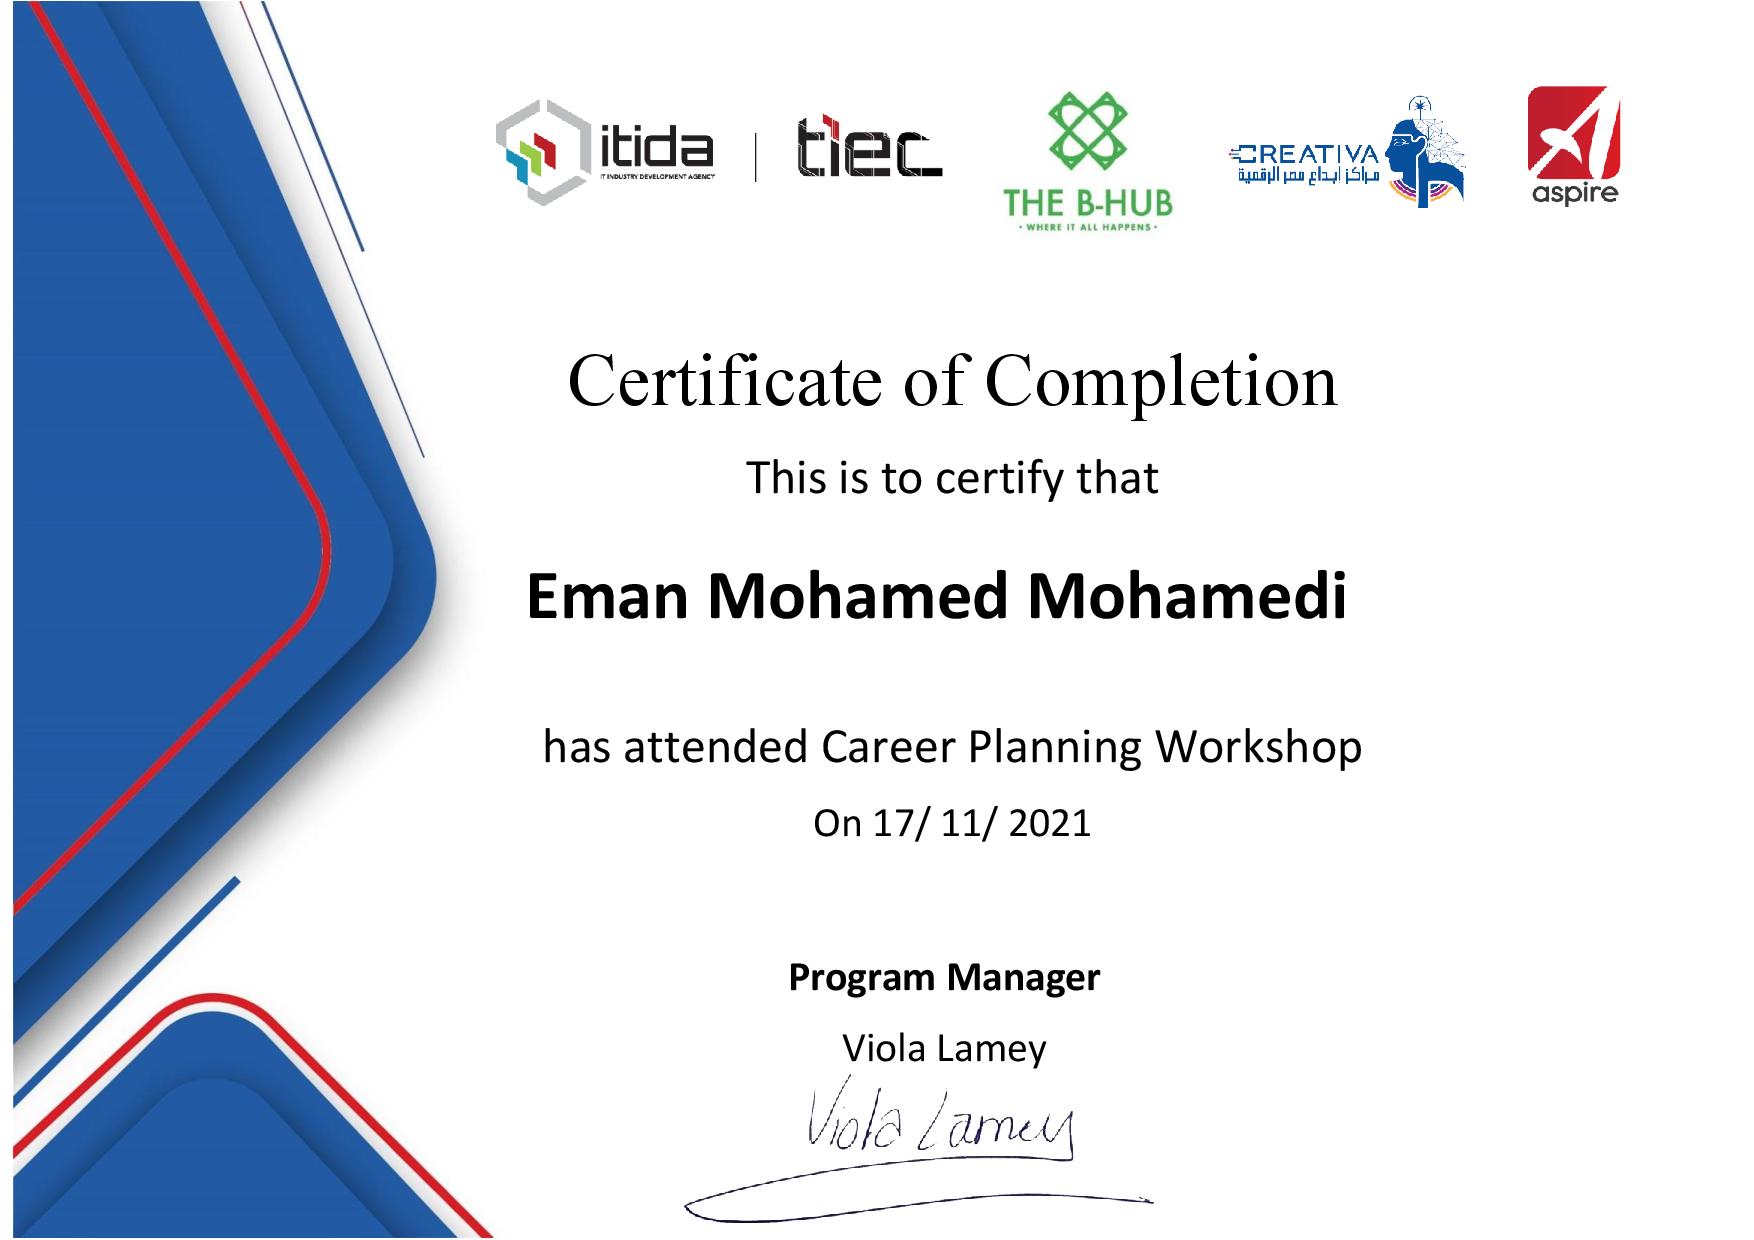 itida
IT INDUSTRY DEVELOPMENT AGENCY
tiec
THE B-HUB
• WHERE IT ALL HAPPENS •
CREATIVA
مراكز إبداع مصر الرقمية
aspire
Certificate of Completion
This is to certify that
Eman Mohamed Mohamedi
has attended Career Planning Workshop
On 17/ 11/ 2021
Program Manager
Viola Lamey
Viola Lamey